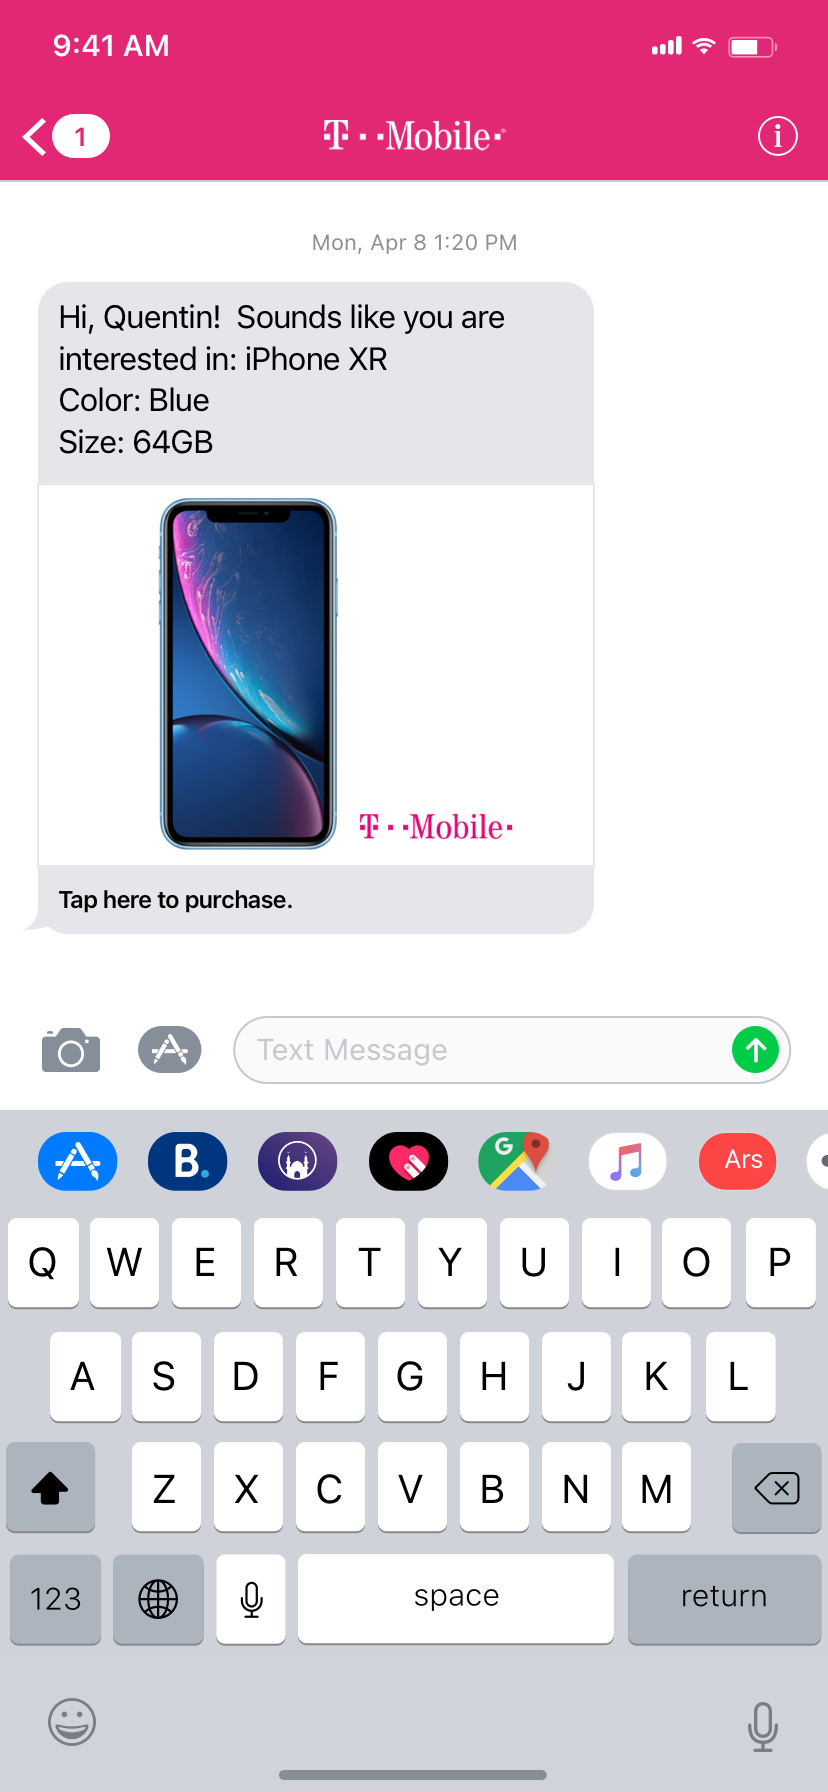 9:41 AM
1
T · ·Mobile·®
Mon, Apr 8 1:20 PM
Hi, Quentin!  Sounds like you are
interested in: iPhone XR
Color: Blue
Size: 64GB
T · ·Mobile·
Tap here to purchase.
Text Message
B. G Ars
Q W E R T Y U I O P
A S D F G H J K L
Z X C V B N M
123 space return